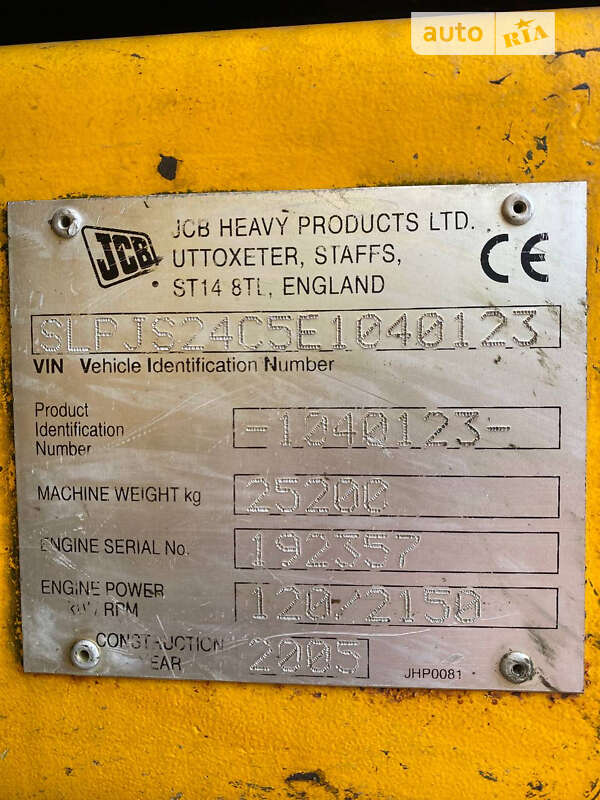 auto RIA
JCB
JCB HEAVY PRODUCTS LTD.
UTTOXETER, STAFFS,
ST14 8TL, ENGLAND
CE
SLPJS24C5E1040123
VIN Vehicle Identification Number
Product
Identification
Number
-1040123-
MACHINE WEIGHT kg 25200
ENGINE SERIAL No. 192357
ENGINE POWER
RPM
120/2150
CONSTRUCTION
2005
JHP0081